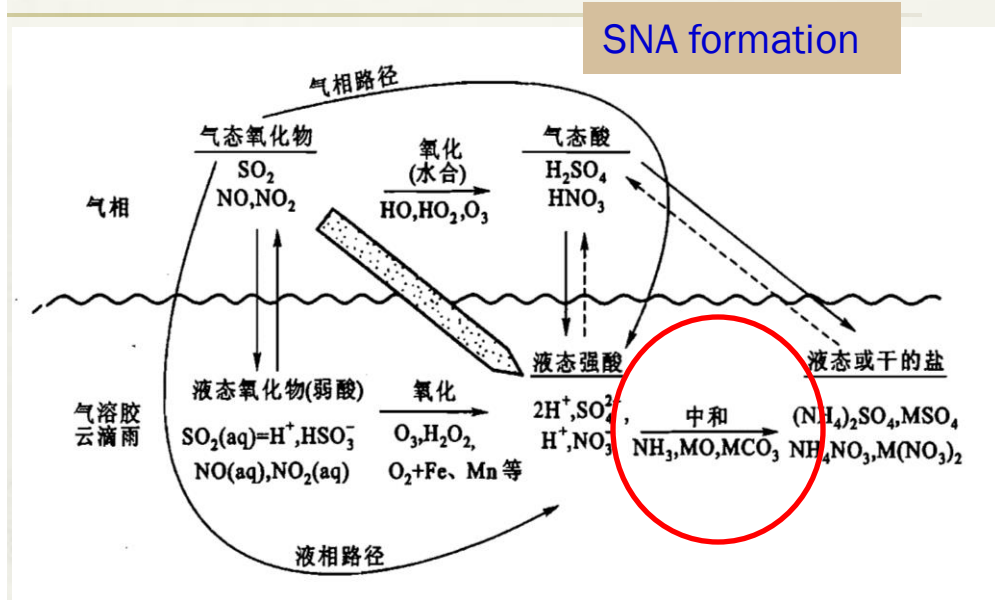 SNA formation
气相路径
气态氧化物
SO₂
NO,NO₂
氧化
(水合)
HO,HO₂,O₃
气态酸
H₂SO₄
HNO₃
气相
液态氧化物(弱酸)
SO₂(aq)=H⁺,HSO₃⁻
NO(aq),NO₂(aq)
氧化
O₃,H₂O₂,
O₂+Fe、Mn等
液态强酸
2H⁺,SO₄²⁻,
H⁺,NO₃⁻
中和
NH₃,MO,MCO₃
液态或干的盐
(NH₄)₂SO₄,MSO₄
NH₄NO₃,M(NO₃)₂
气溶胶
云滴雨
液相路径